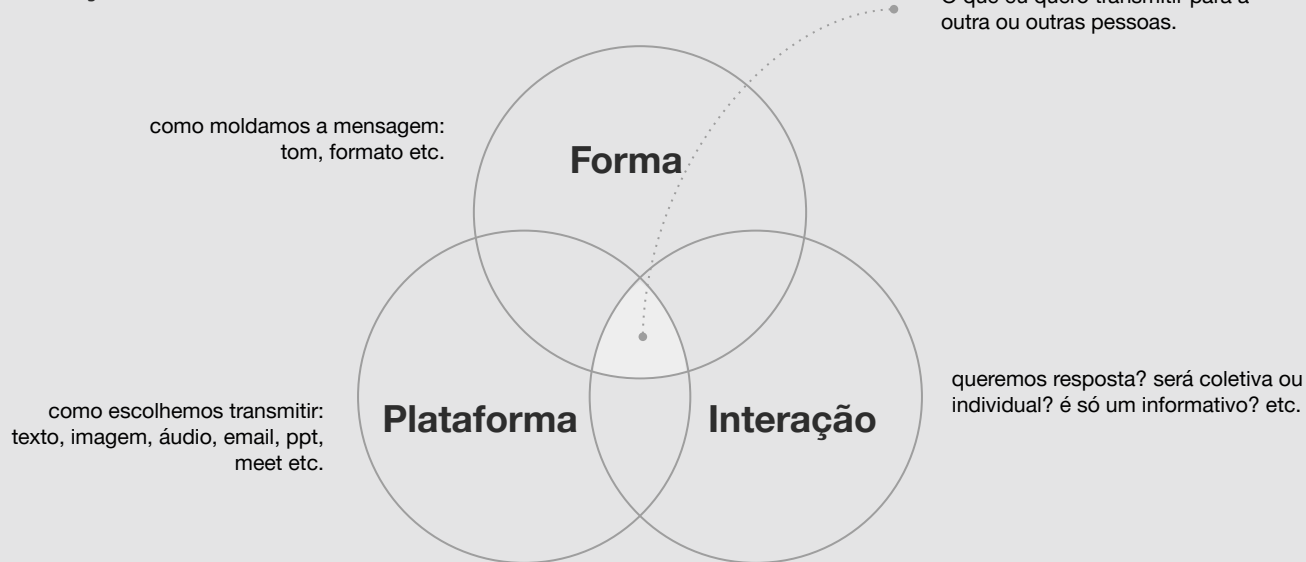 O que eu quero transmitir para a
outra ou outras pessoas.
como moldamos a mensagem:
tom, formato etc.
Forma
queremos resposta? será coletiva ou
individual? é só um informativo? etc.
como escolhemos transmitir:
texto, imagem, áudio, email, ppt,
meet etc.
Plataforma
Interação